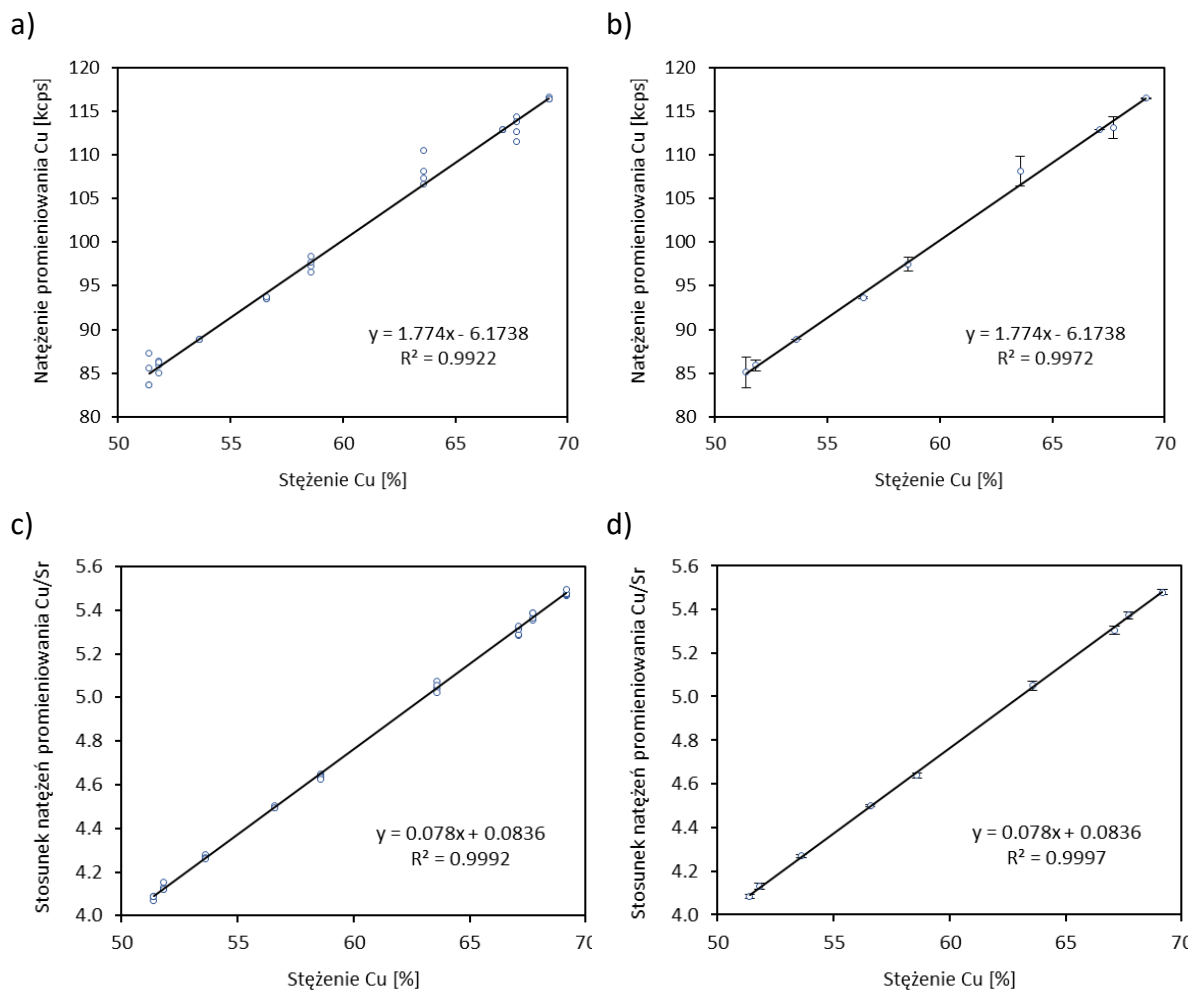 a)
Natężenie promieniowania Cu [kcps]
120
115
110
105
100
95
90
85
80
y = 1.774x - 6.1738
R² = 0.9922
50 55 60 65 70
Stężenie Cu [%]
b)
Natężenie promieniowania Cu [kcps]
120
115
110
105
100
95
90
85
80
y = 1.774x - 6.1738
R² = 0.9972
50 55 60 65 70
Stężenie Cu [%]
c)
Stosunek natężeń promieniowania Cu/Sr
5.6
5.4
5.2
5.0
4.8
4.6
4.4
4.2
4.0
y = 0.078x + 0.0836
R² = 0.9992
50 55 60 65 70
Stężenie Cu [%]
d)
Stosunek natężeń promieniowania Cu/Sr
5.6
5.4
5.2
5.0
4.8
4.6
4.4
4.2
4.0
y = 0.078x + 0.0836
R² = 0.9997
50 55 60 65 70
Stężenie Cu [%]